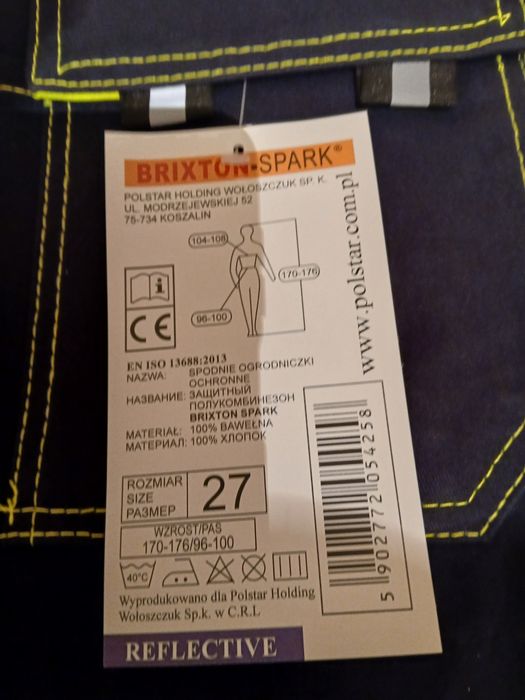 BRIXTON-SPARK®
POLSTAR HOLDING WOŁOSZCZUK SP. K.
UL. MODRZEJEWSKIEJ 52
75-734 KOSZALIN
www.polstar.com.pl
104-108
170-176
96-100
i
CE
EN ISO 13688:2013
NAZWA: SPODNIE OGRODNICZKI
OCHRONNE
НАЗВАНИЕ: ЗАЩИТНЫЙ
ПОЛУКОМБИНЕЗОН
BRIXTON SPARK
MATERIAŁ: 100% BAWEŁNA
МАТЕРИАЛ: 100% ХЛОПОК
ROZMIAR
SIZE
РАЗМЕР
27
WZROST/PAS
170-176/96-100
40°C
5 902772 054258
Wyprodukowano dla Polstar Holding
Wołoszczuk Sp.k. w C.R.L
REFLECTIVE